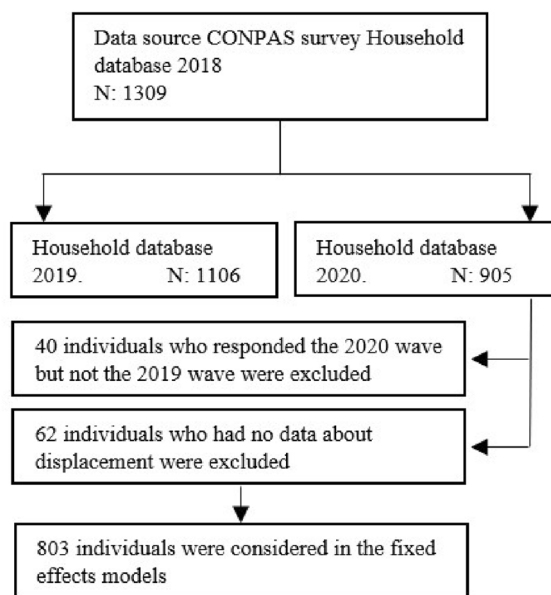 Data source CONPAS survey Household
database 2018
N: 1309
Household database
2019. N: 1106
Household database
2020. N: 905
40 individuals who responded the 2020 wave
but not the 2019 wave were excluded
62 individuals who had no data about
displacement were excluded
803 individuals were considered in the fixed
effects models